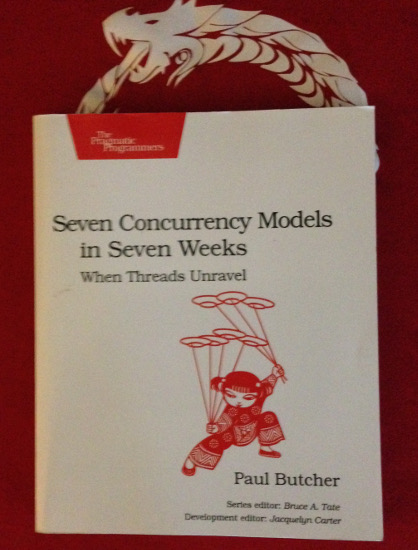 The
Pragmatic
Programmers
Seven Concurrency Models
in Seven Weeks
When Threads Unravel
Paul Butcher
Series editor: Bruce A. Tate
Development editor: Jacquelyn Carter